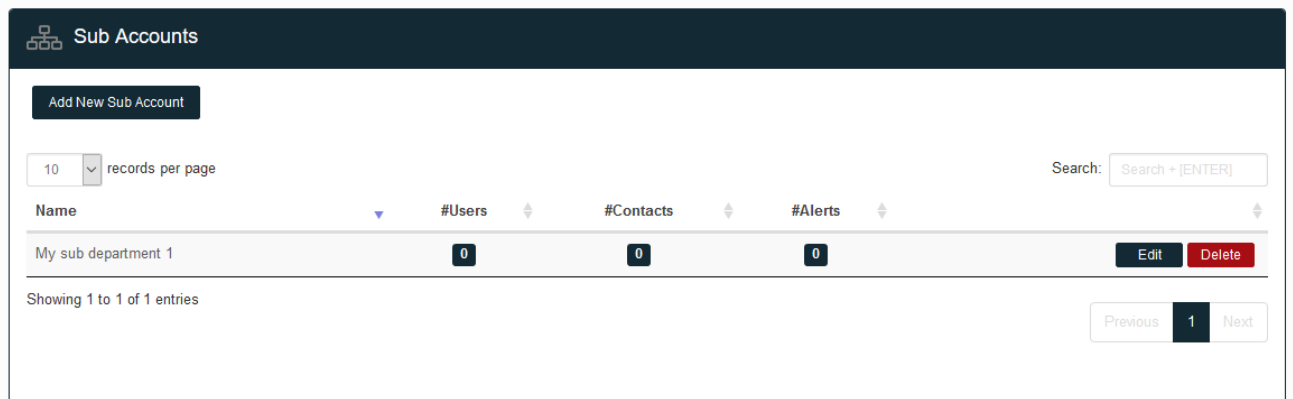 Sub Accounts
Add New Sub Account
10 records per page Search: Search + [ENTER]
Name #Users #Contacts #Alerts
My sub department 1 0 0 0 Edit Delete
Showing 1 to 1 of 1 entries
Previous 1 Next